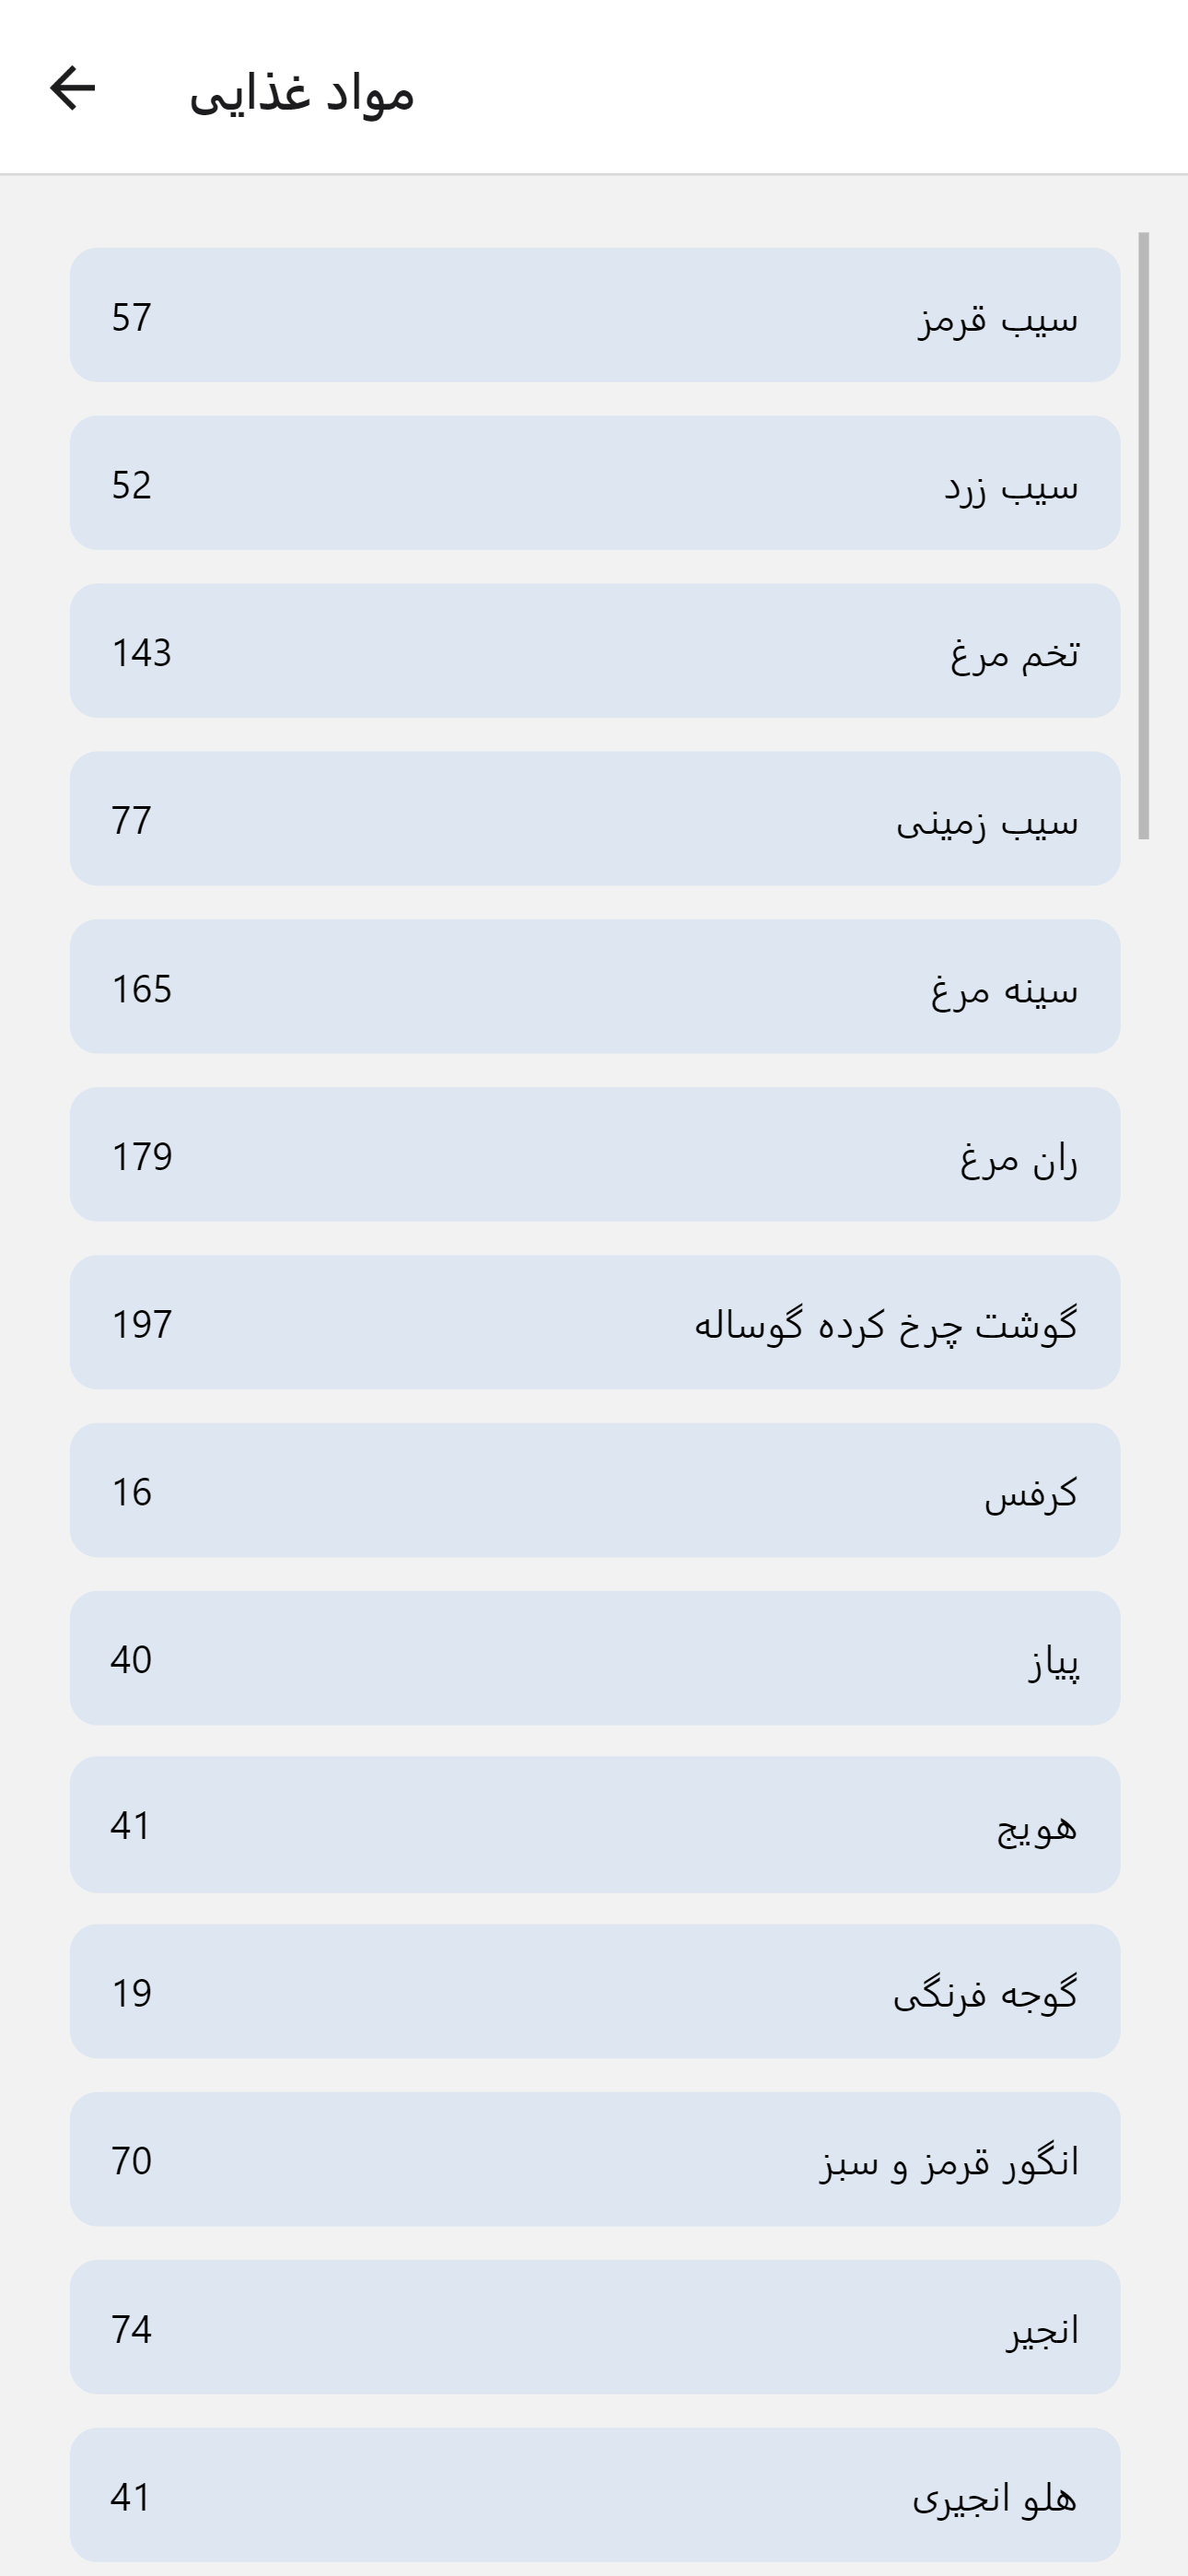 مواد غذایی
سیب قرمز 57
سیب زرد 52
تخم مرغ 143
سیب زمینی 77
سینه مرغ 165
ران مرغ 179
گوشت چرخ کرده گوساله 197
کرفس 16
پیاز 40
هویج 41
گوجه فرنگی 19
انگور قرمز و سبز 70
انجیر 74
هلو انجیری 41